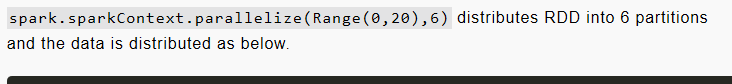 spark.sparkContext.parallelize(Range(0,20),6) distributes RDD into 6 partitions
and the data is distributed as below.